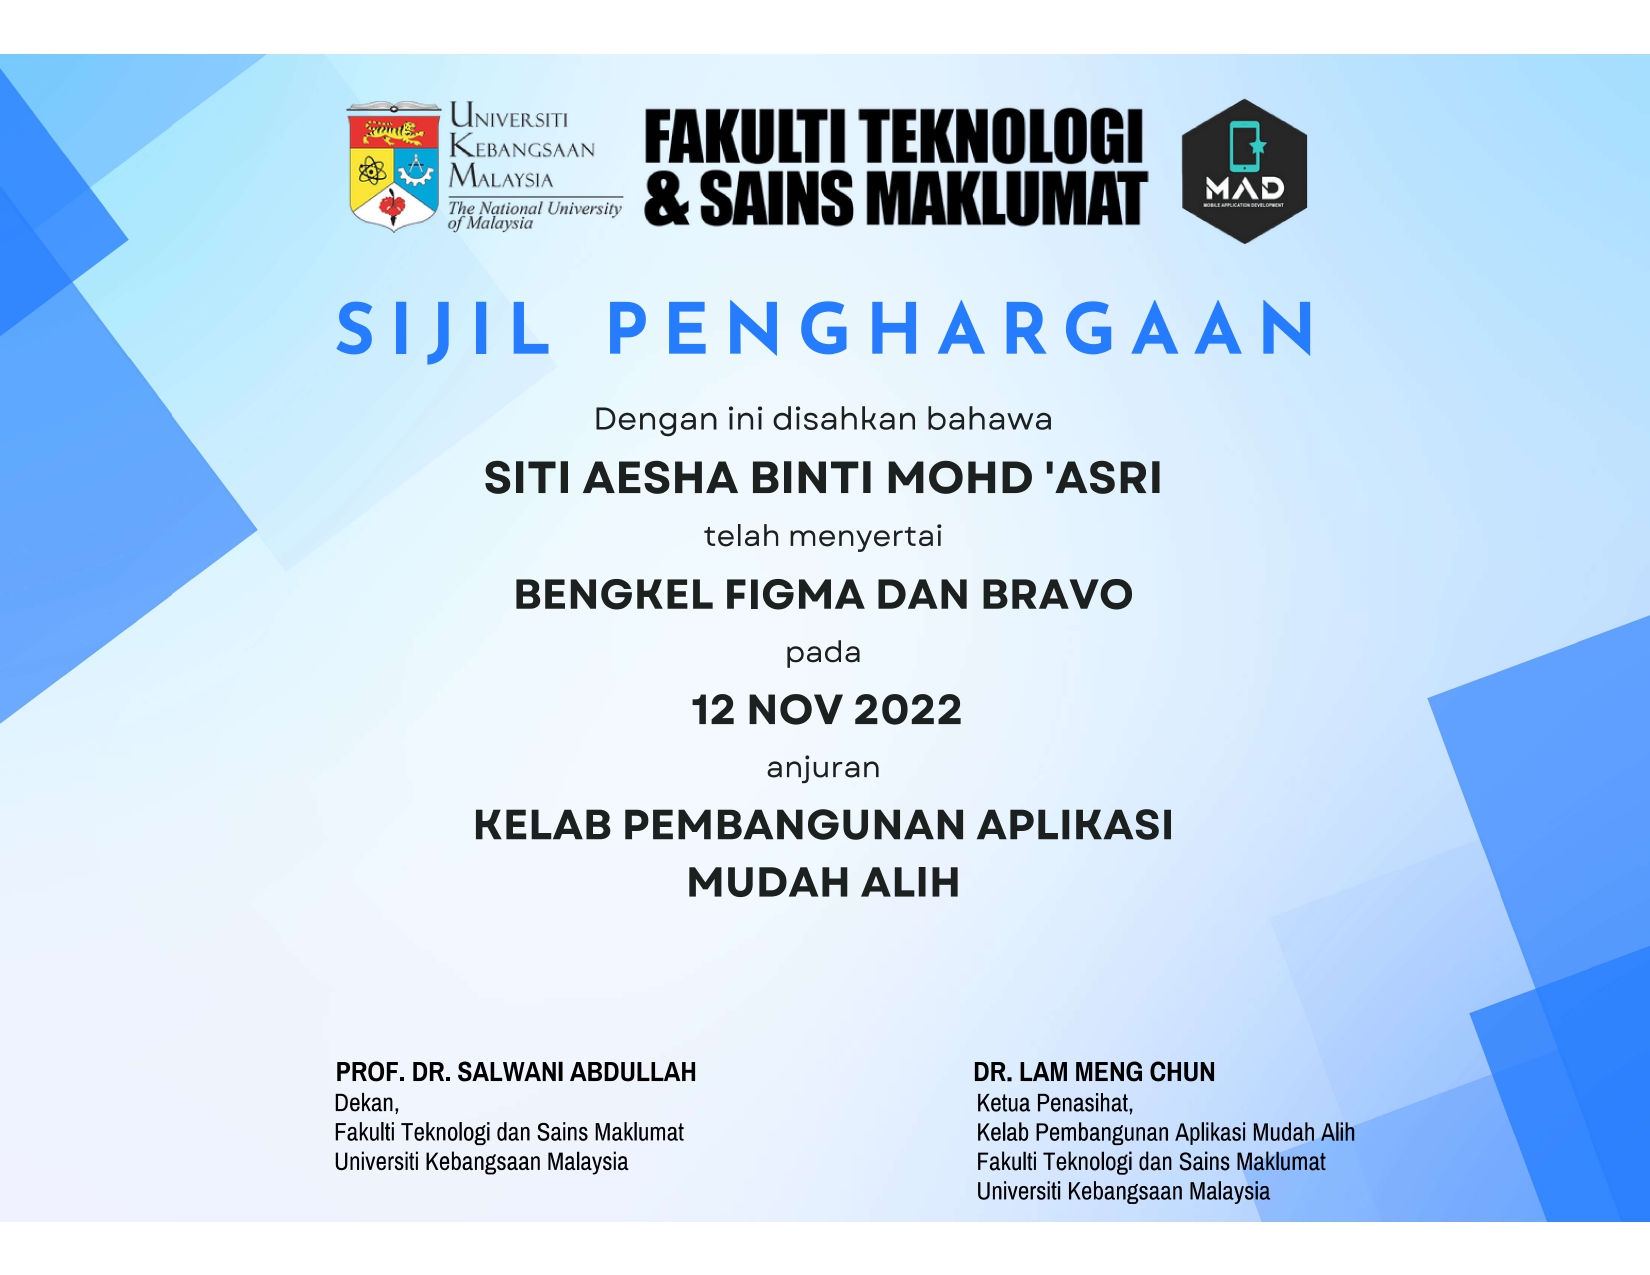 UNIVERSITI
KEBANGSAAN
MALAYSIA
The National University
of Malaysia
FAKULTI TEKNOLOGI
& SAINS MAKLUMAT
MAD
MOBILE APPLICATION DEVELOPMENT
SIJIL PENGHARGAAN
Dengan ini disahkan bahawa
SITI AESHA BINTI MOHD 'ASRI
telah menyertai
BENGKEL FIGMA DAN BRAVO
pada
12 NOV 2022
anjuran
KELAB PEMBANGUNAN APLIKASI
MUDAH ALIH
PROF. DR. SALWANI ABDULLAH
Dekan,
Fakulti Teknologi dan Sains Maklumat
Universiti Kebangsaan Malaysia
DR. LAM MENG CHUN
Ketua Penasihat,
Kelab Pembangunan Aplikasi Mudah Alih
Fakulti Teknologi dan Sains Maklumat
Universiti Kebangsaan Malaysia